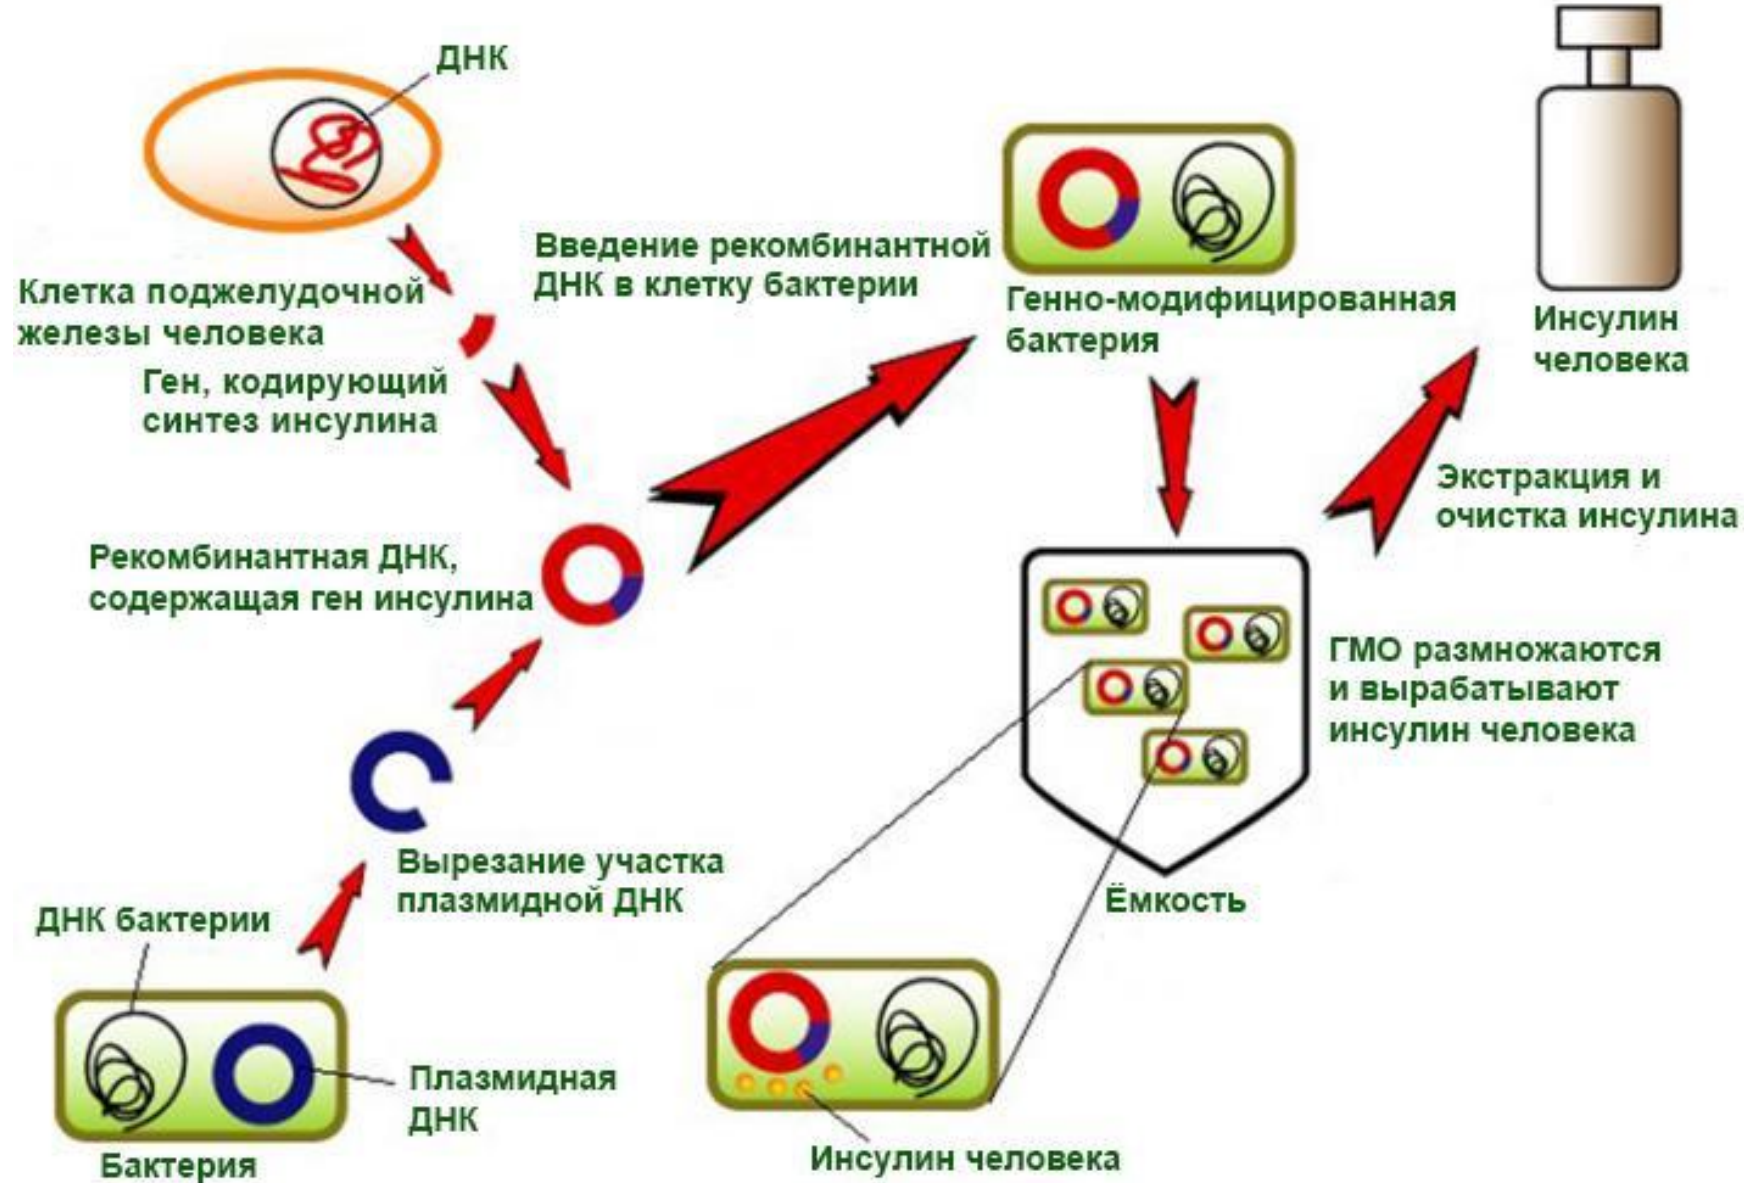 ДНК
Клетка поджелудочной
железы человека
Ген, кодирующий
синтез инсулина
Введение рекомбинантной
ДНК в клетку бактерии
Генно-модифицированная
бактерия
Инсулин
человека
Экстракция и
очистка инсулина
Рекомбинантная ДНК,
содержащая ген инсулина
ГМО размножаются
и вырабатывают
инсулин человека
Вырезание участка
плазмидной ДНК
Ёмкость
ДНК бактерии
Плазмидная
ДНК
Бактерия
Инсулин человека